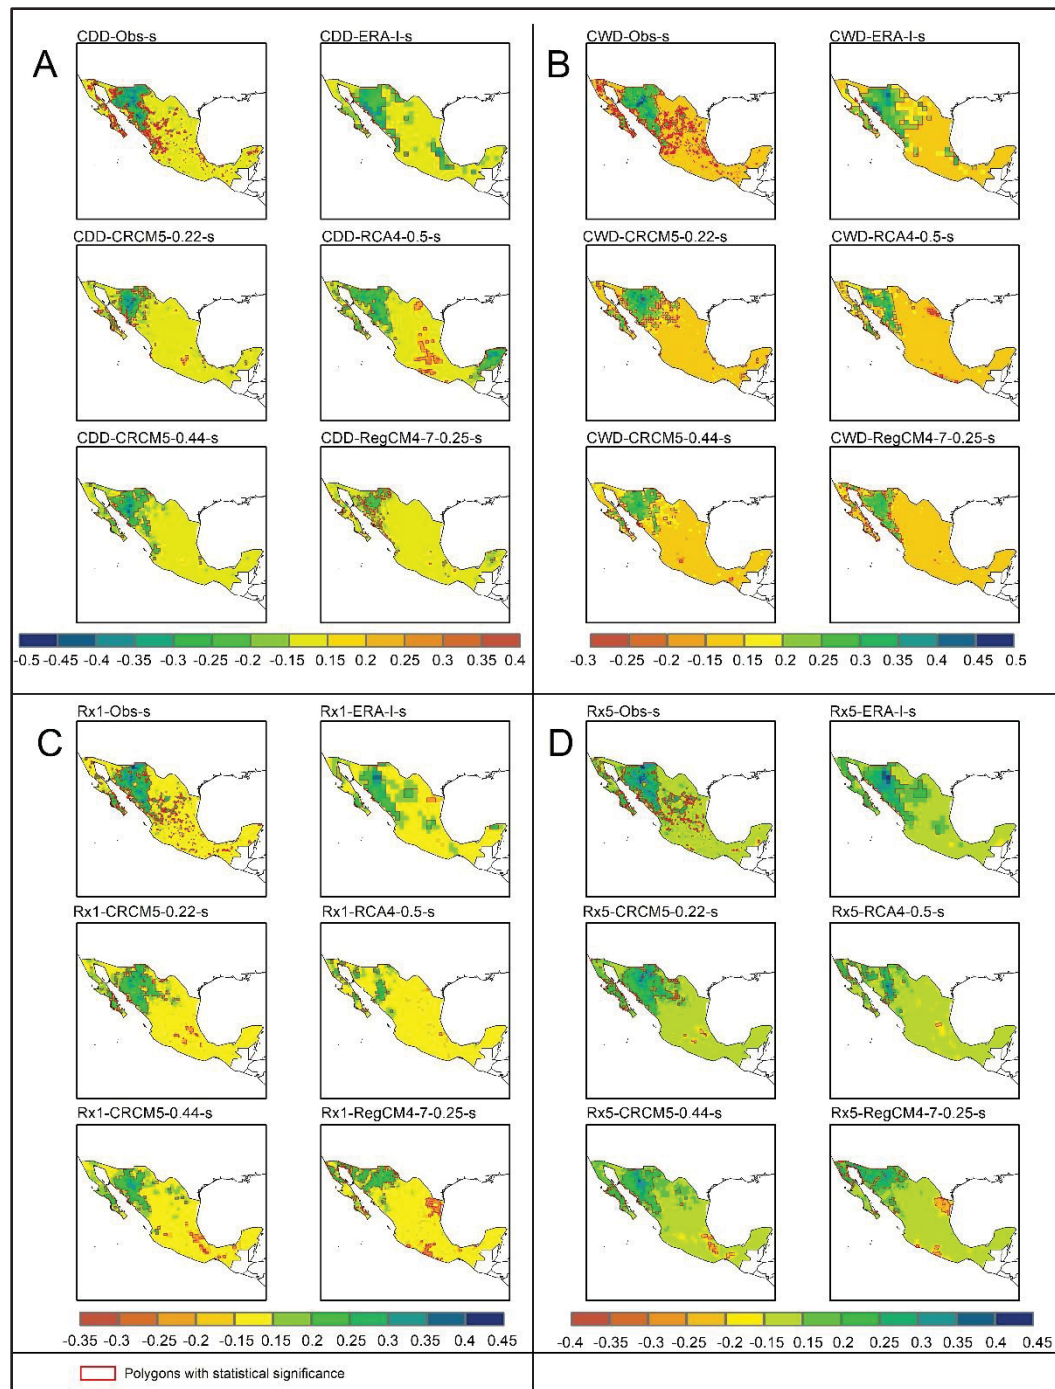 A
CDD-Obs-s
CDD-ERA-I-s
CDD-CRCM5-0.22-s
CDD-RCA4-0.5-s
CDD-CRCM5-0.44-s
CDD-RegCM4-7-0.25-s
-0.5 -0.45 -0.4 -0.35 -0.3 -0.25 -0.2 -0.15 0.15 0.2 0.25 0.3 0.35 0.4
B
CWD-Obs-s
CWD-ERA-I-s
CWD-CRCM5-0.22-s
CWD-RCA4-0.5-s
CWD-CRCM5-0.44-s
CWD-RegCM4-7-0.25-s
-0.3 -0.25 -0.2 -0.15 0.15 0.2 0.25 0.3 0.35 0.4 0.45 0.5
C
Rx1-Obs-s
Rx1-ERA-I-s
Rx1-CRCM5-0.22-s
Rx1-RCA4-0.5-s
Rx1-CRCM5-0.44-s
Rx1-RegCM4-7-0.25-s
-0.35 -0.3 -0.25 -0.2 -0.15 0.15 0.2 0.25 0.3 0.35 0.4 0.45
D
Rx5-Obs-s
Rx5-ERA-I-s
Rx5-CRCM5-0.22-s
Rx5-RCA4-0.5-s
Rx5-CRCM5-0.44-s
Rx5-RegCM4-7-0.25-s
-0.4 -0.35 -0.3 -0.25 -0.2 -0.15 0.15 0.2 0.25 0.3 0.35 0.4 0.45
Polygons with statistical significance